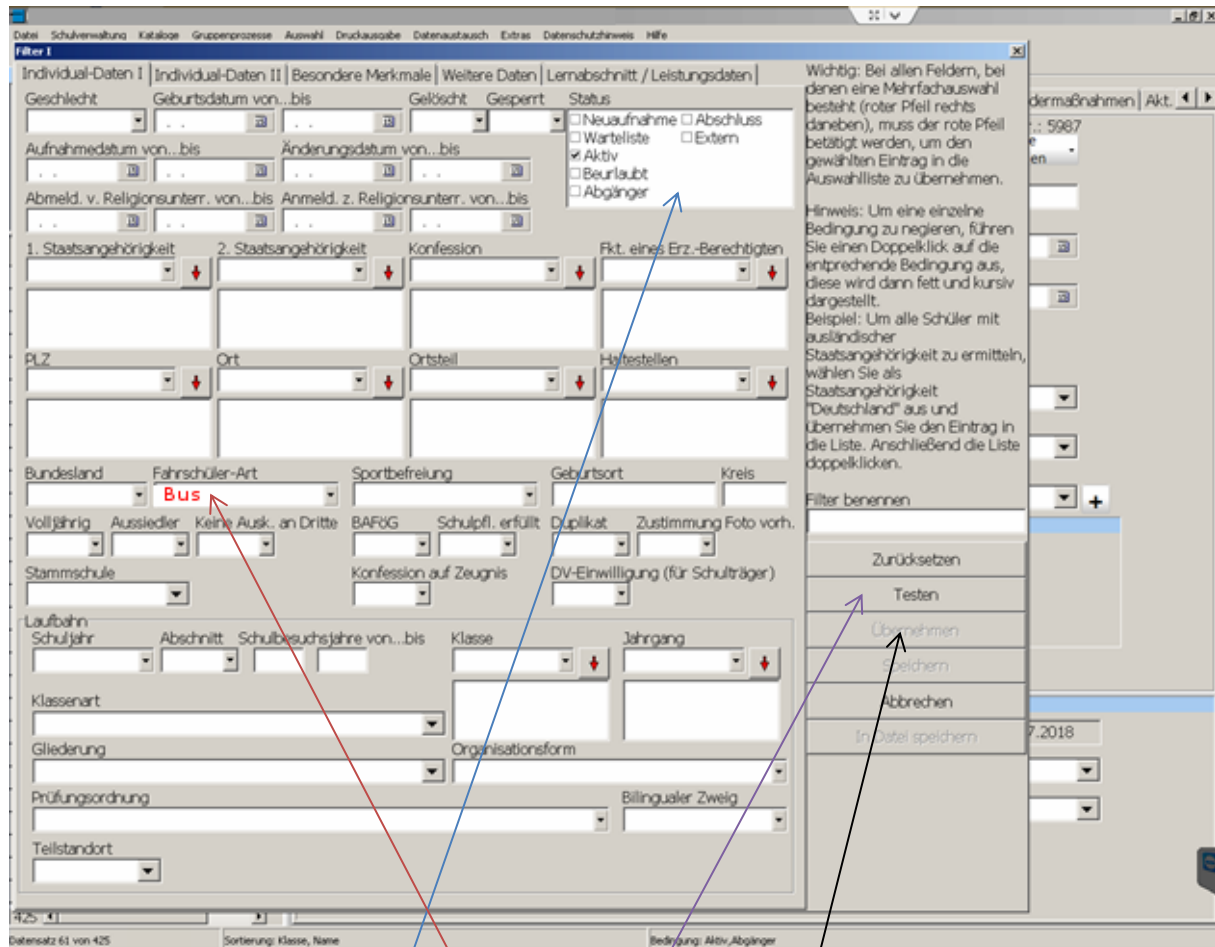 Datei Schulverwaltung Kataloge Gruppenprozesse Auswahl Druckausgabe Datenaustausch Extras Datenschutzhinweis Hilfe
Filter I
Individual-Daten I Individual-Daten II Besondere Merkmale Weitere Daten Lernabschnitt / Leistungsdaten
Geschlecht Geburtsdatum von...bis Gelöscht Gesperrt Status
Neuaufnahme Abschluss
Warteliste Extern
Aktiv
Beurlaubt
Abgänger
Aufnahmedatum von...bis Änderungsdatum von...bis
Abmeld. v. Religionsunterr. von...bis Anmeld. z. Religionsunterr. von...bis
1. Staatsangehörigkeit 2. Staatsangehörigkeit Konfession Fkt. eines Erz.-Berechtigten
PLZ Ort Ortsteil Haltestellen
Bundesland Fahrschüler-Art Sportbefreiung Geburtsort Kreis
Bus
Volljährig Aussiedler Keine Ausk. an Dritte BAFöG Schulpfl. erfüllt Duplikat Zustimmung Foto vorh.
Stammschule Konfession auf Zeugnis DV-Einwilligung (für Schulträger)
Laufbahn
Schuljahr Abschnitt Schulbesuchsjahre von...bis Klasse Jahrgang
Klassenart
Gliederung Organisationsform
Prüfungsordnung Bilingualer Zweig
Teilstandort
Wichtig: Bei allen Feldern, bei
denen eine Mehrfachauswahl
besteht (roter Pfeil rechts
daneben), muss der rote Pfeil
betätigt werden, um den
gewählten Eintrag in die
Auswahlliste zu übernehmen.
Hinweis: Um eine einzelne
Bedingung zu negieren, führen
Sie einen Doppelklick auf die
entprechende Bedingung aus,
diese wird dann fett und kursiv
dargestellt.
Beispiel: Um alle Schüler mit
ausländischer
Staatsangehörigkeit zu ermitteln,
wählen Sie als
Staatsangehörigkeit
"Deutschland" aus und
übernehmen Sie den Eintrag in
die Liste. Anschließend die Liste
doppelklicken.
Filter benennen
Zurücksetzen
Testen
Übernehmen
Speichern
Abbrechen
In Datei speichern
dermaßnahmen Akt.
r.: 5987
e
en
7.2018
425
Datensatz 61 von 425 Sortierung: Klasse, Name Bedingung: Aktiv,Abgänger